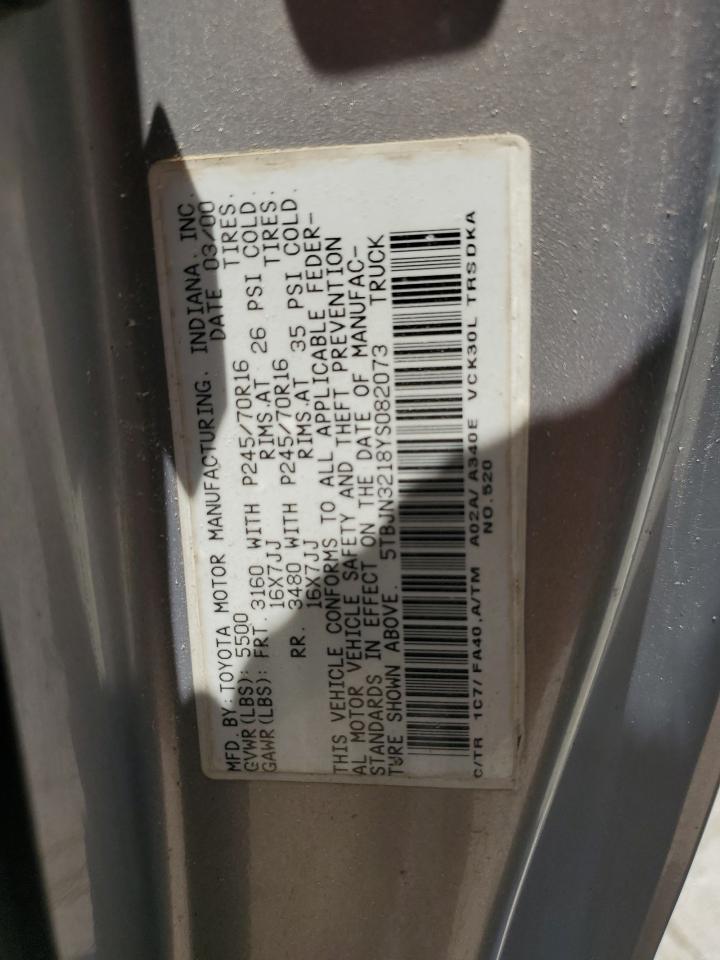 MFD. BY: TOYOTA MOTOR MANUFACTURING, INDIANA, INC.
DATE 03/00
GVWR(LBS): 5500
GAWR(LBS): FRT. 3160 WITH P245/70R16 TIRES.
16X7JJ RIMS.AT 26 PSI COLD.
RR. 3480 WITH P245/70R16 TIRES.
16X7JJ RIMS.AT 35 PSI COLD.
THIS VEHICLE CONFORMS TO ALL APPLICABLE FEDER-
AL MOTOR VEHICLE SAFETY AND THEFT PREVENTION
STANDARDS IN EFFECT ON THE DATE OF MANUFAC-
TURE SHOWN ABOVE. 5TBJN3218YS082073 TRUCK
C/TR 1C7/FA40,A/TM A02A/A340E VCK30L TRSDKA
NO.520